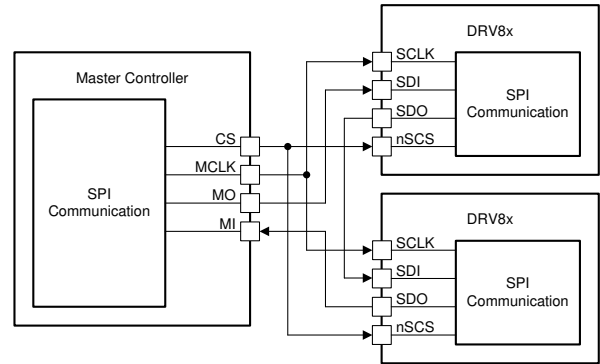 Master Controller
SPI
Communication
CS
MCLK
MO
MI
DRV8x
SCLK
SDI
SDO
nSCS
SPI
Communication
DRV8x
SCLK
SDI
SDO
nSCS
SPI
Communication